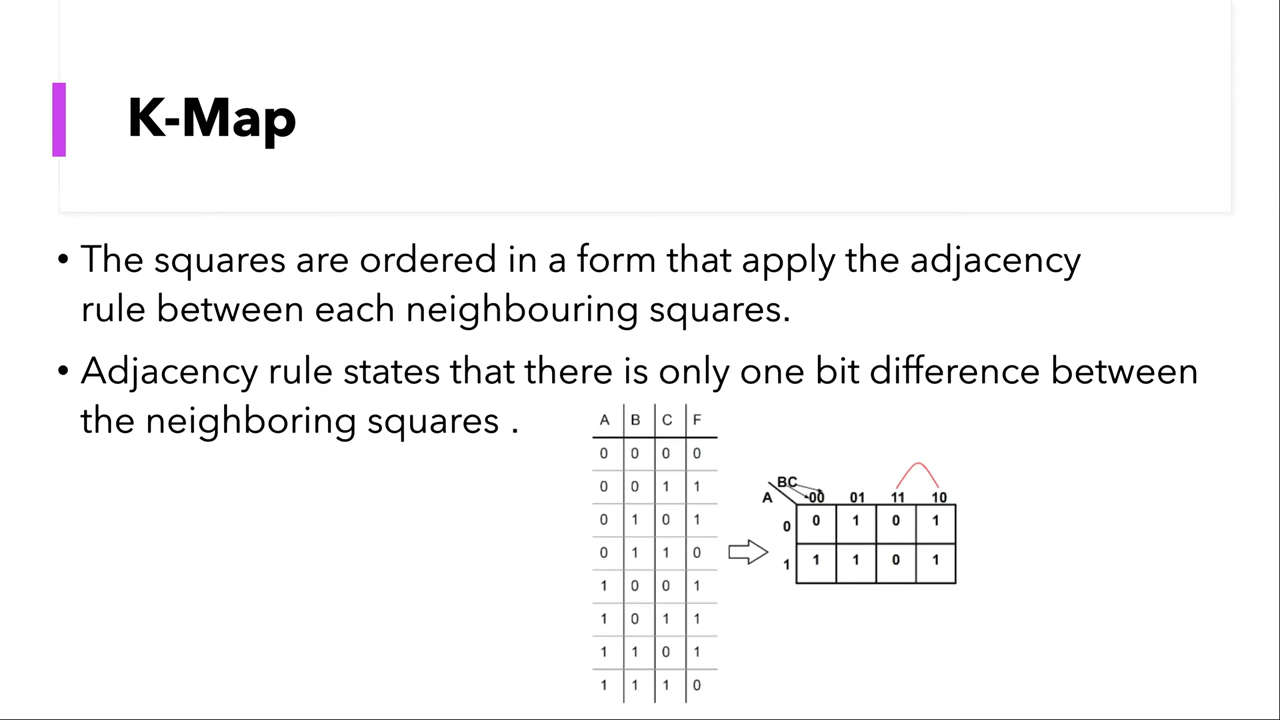 K-Map
• The squares are ordered in a form that apply the adjacency
rule between each neighbouring squares.
• Adjacency rule states that there is only one bit difference between
the neighboring squares .
A B C F
0 0 0 0
0 0 1 1
0 1 0 1
0 1 1 0
1 0 0 1
1 0 1 1
1 1 0 1
1 1 1 0
BC
A 00 01 11 10
0 0 1 0 1
1 1 1 0 1